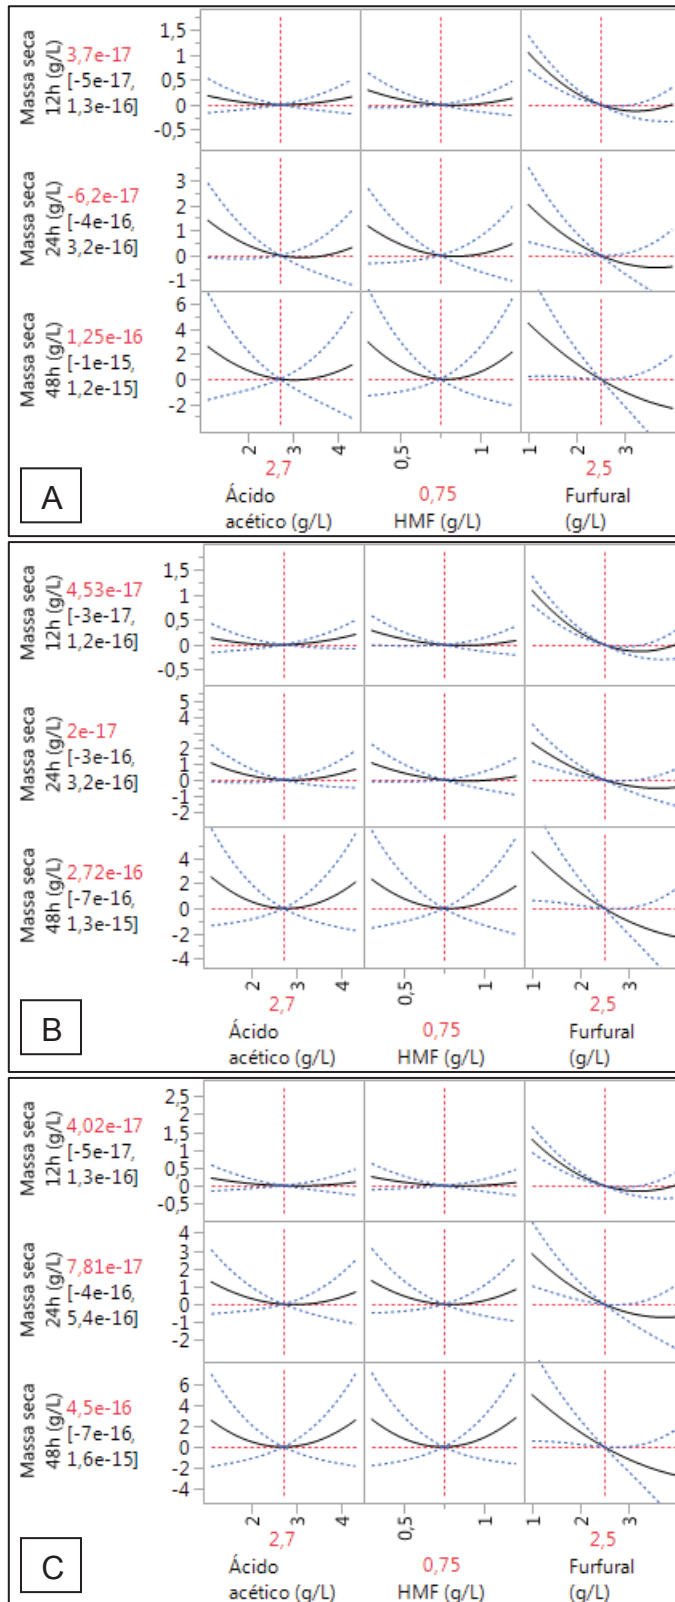 Massa seca
12h (g/L)
3,7e-17
[-5e-17,
1,3e-16]
1,5
1
0,5
0
-0,5
Massa seca
24h (g/L)
-6,2e-17
[-4e-16,
3,2e-16]
3
2
1
0
-1
Massa seca
48h (g/L)
1,25e-16
[-1e-15,
1,2e-15]
6
4
2
0
-2
2 3 4 0,5 1 1 2 3
2,7 0,75 2,5
Ácido
acético (g/L)
HMF (g/L)
Furfural
(g/L)
A
Massa seca
12h (g/L)
4,53e-17
[-3e-17,
1,2e-16]
1,5
1
0,5
0
-0,5
Massa seca
24h (g/L)
2e-17
[-3e-16,
3,2e-16]
5
4
2
1
0
-1
-2
Massa seca
48h (g/L)
2,72e-16
[-7e-16,
1,3e-15]
4
2
0
-2
-4
2 3 4 0,5 1 1 2 3
2,7 0,75 2,5
Ácido
acético (g/L)
HMF (g/L)
Furfural
(g/L)
B
Massa seca
12h (g/L)
4,02e-17
[-5e-17,
1,3e-16]
2,5
2
1,5
1
0,5
0
-0,5
Massa seca
24h (g/L)
7,81e-17
[-4e-16,
5,4e-16]
4
3
2
1
0
-1
-2
Massa seca
48h (g/L)
4,5e-16
[-7e-16,
1,6e-15]
6
4
2
0
-2
-4
2 3 4 0,5 1 1 2 3
2,7 0,75 2,5
Ácido
acético (g/L)
HMF (g/L)
Furfural
(g/L)
C